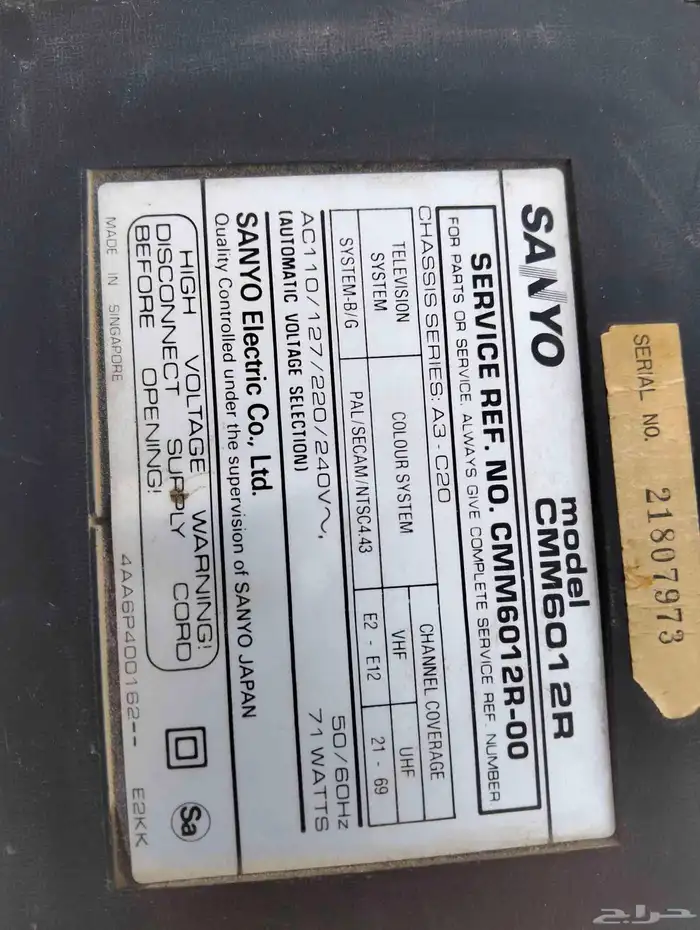 SANYO
model
CMM6012R
SERVICE REF. NO. CMM6012R-00
FOR PARTS OR SERVICE, ALWAYS GIVE COMPLETE SERVICE REF. NUMBER.
CHASSIS SERIES: A3-C20
TELEVISION SYSTEM COLOUR SYSTEM CHANNEL COVERAGE
VHF UHF
SYSTEM-B/G PAL/SECAM/NTSC4.43 E2 - E12 21 - 69
AC110/127/220/240V~, 50/60Hz
(AUTOMATIC VOLTAGE SELECTION) 71 WATTS
SANYO Electric Co., Ltd.
Quality Controlled under the supervision of SANYO JAPAN
HIGH VOLTAGE WARNING!
DISCONNECT SUPPLY CORD
BEFORE OPENING!
Sa
MADE IN SINGAPORE 4AA6P400162-- E2KK
SERIAL NO. 21807973
حراج